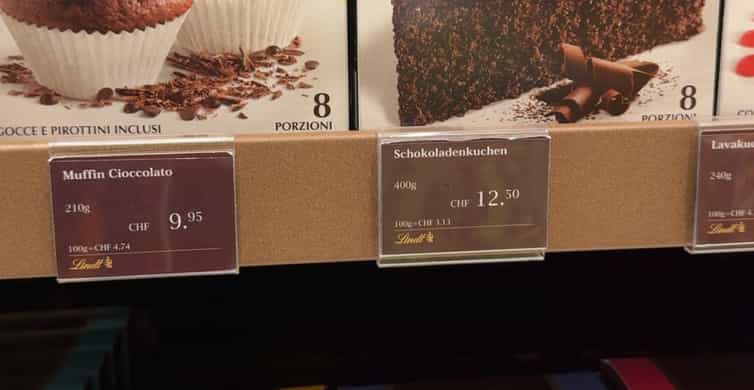 8
PORZIONI
GOCCE E PIROTTINI INCLUSI
8
PORZIONI
Muffin Cioccolato
210g
CHF 9.95
100g=CHF 4.74
Lindt
Schokoladenkuchen
400g
CHF 12.50
100g=CHF 3.13
Lindt
240g
Lindt